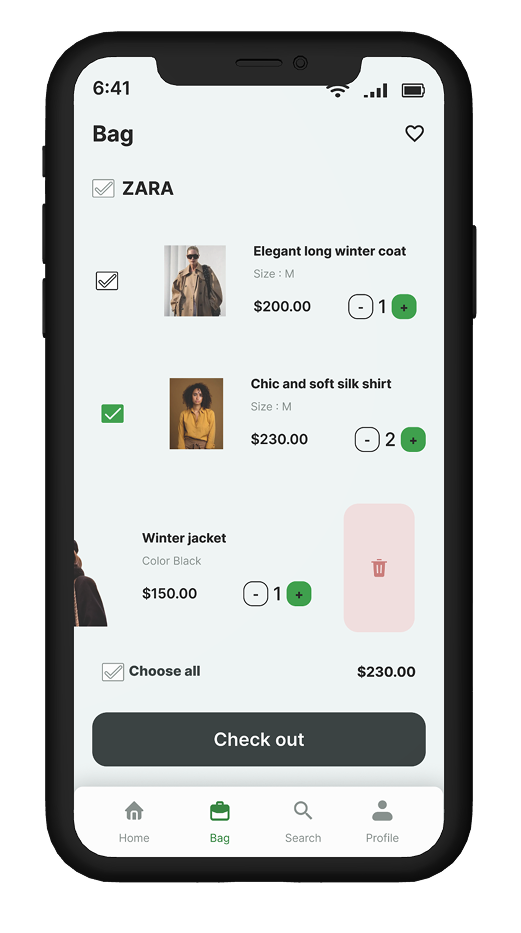 6:41
Bag
ZARA
Elegant long winter coat
Size : M
$200.00 - 1 +
Chic and soft silk shirt
Size : M
$230.00 - 2 +
Winter jacket
Color Black
$150.00 - 1 +
Choose all $230.00
Check out
Home Bag Search Profile